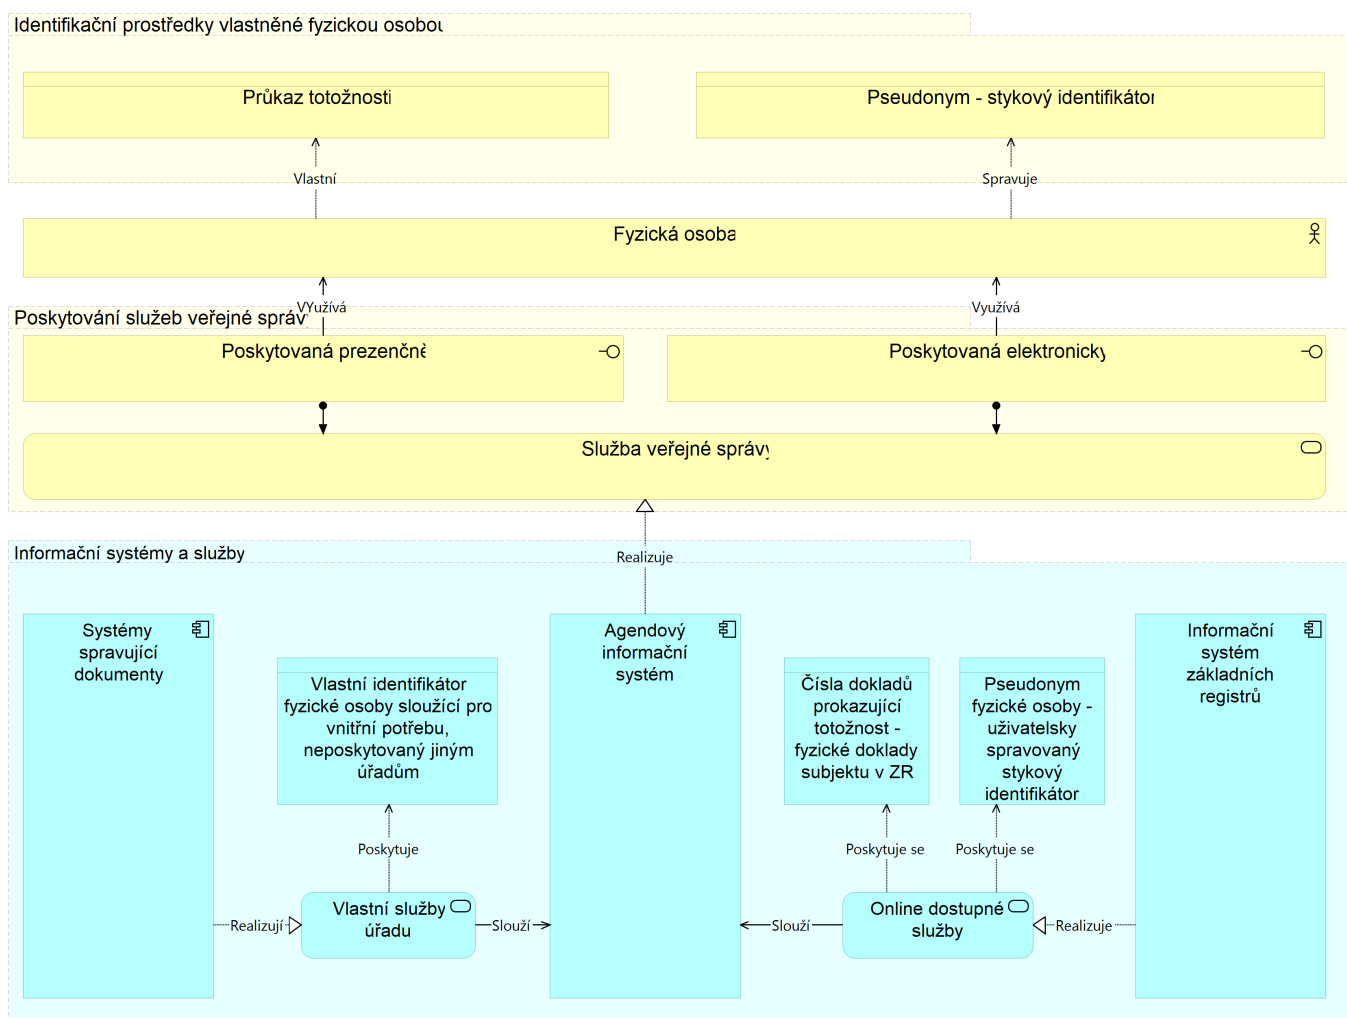 Identifikační prostředky vlastněné fyzickou osobou
Průkaz totožnosti
Pseudonym - stykový identifikátor
Vlastní
Spravuje
Fyzická osoba
VYužívá
Využívá
Poskytování služeb veřejné správy
Poskytovaná prezenčně
Poskytovaná elektronicky
Služba veřejné správy
Realizuje
Informační systémy a služby
Systémy
spravující
dokumenty
Vlastní identifikátor
fyzické osoby sloužící pro
vnitřní potřebu,
neposkytovaný jiným
úřadům
Agendový
informační
systém
Čísla dokladů
prokazující
totožnost -
fyzické doklady
subjektu v ZR
Pseudonym
fyzické osoby -
uživatelsky
spravovaný
stykový
identifikátor
Informační
systém
základních
registrů
Poskytuje
Poskytuje se
Poskytuje se
Realizují
Vlastní služby
úřadu
Slouží
Slouží
Online dostupné
služby
Realizuje